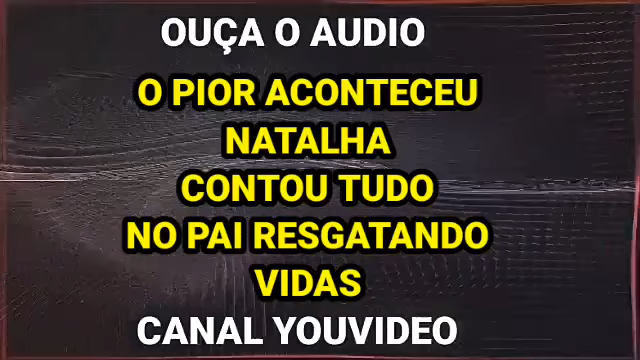 OUÇA O AUDIO
O PIOR ACONTECEU
NATALHA
CONTOU TUDO
NO PAI RESGATANDO
VIDAS
CANAL YOUVIDEO